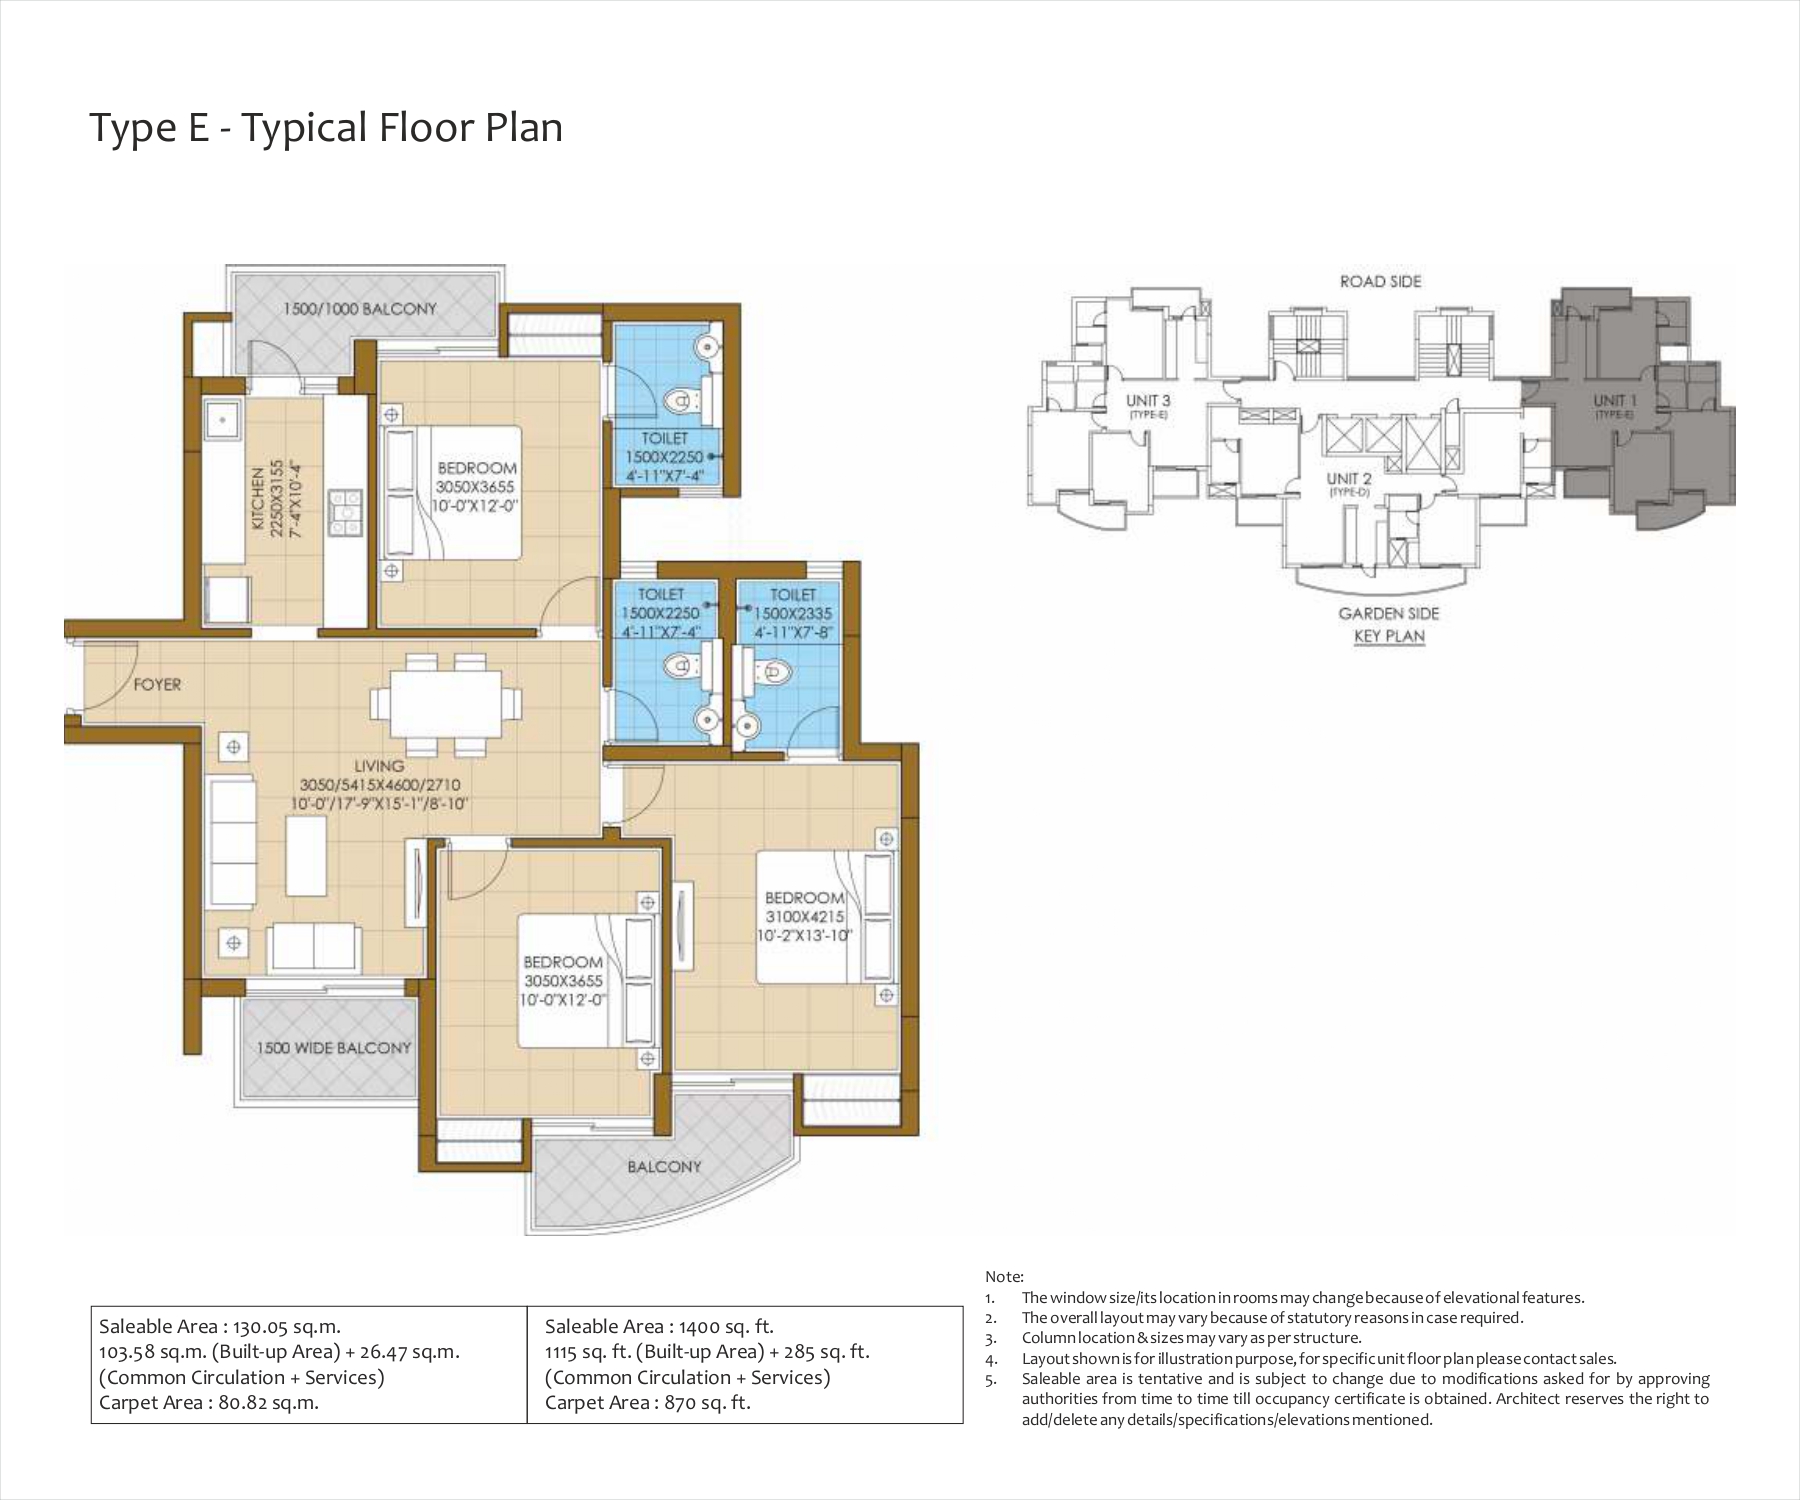 Type E - Typical Floor Plan
1500/1000 BALCONY
TOILET
1500X2250
4'-11"X7'-4"
KITCHEN
2250X3155
7'-4"X10'-4"
BEDROOM
3050X3655
10'-0"X12'-0"
TOILET
1500X2250
4'-11"X7'-4"
TOILET
1500X2335
4'-11"X7'-8"
FOYER
LIVING
3050/5415X4600/2710
10'-0"/17'-9"X15'-1"/8'-10"
BEDROOM
3100X4215
10'-2"X13'-10"
BEDROOM
3050X3655
10'-0"X12'-0"
1500 WIDE BALCONY
BALCONY
ROAD SIDE
UNIT 3
(TYPE-E)
UNIT 1
(TYPE-E)
UNIT 2
(TYPE-D)
GARDEN SIDE
KEY PLAN
Saleable Area : 130.05 sq.m.
103.58 sq.m. (Built-up Area) + 26.47 sq.m.
(Common Circulation + Services)
Carpet Area : 80.82 sq.m.
Saleable Area : 1400 sq. ft.
1115 sq. ft. (Built-up Area) + 285 sq. ft.
(Common Circulation + Services)
Carpet Area : 870 sq. ft.
Note:
1. The window size/its location in rooms may change because of elevational features.
2. The overall layout may vary because of statutory reasons in case required.
3. Column location & sizes may vary as per structure.
4. Layout shown is for illustration purpose, for specific unit floor plan please contact sales.
5. Saleable area is tentative and is subject to change due to modifications asked for by approving
authorities from time to time till occupancy certificate is obtained. Architect reserves the right to
add/delete any details/specifications/elevations mentioned.